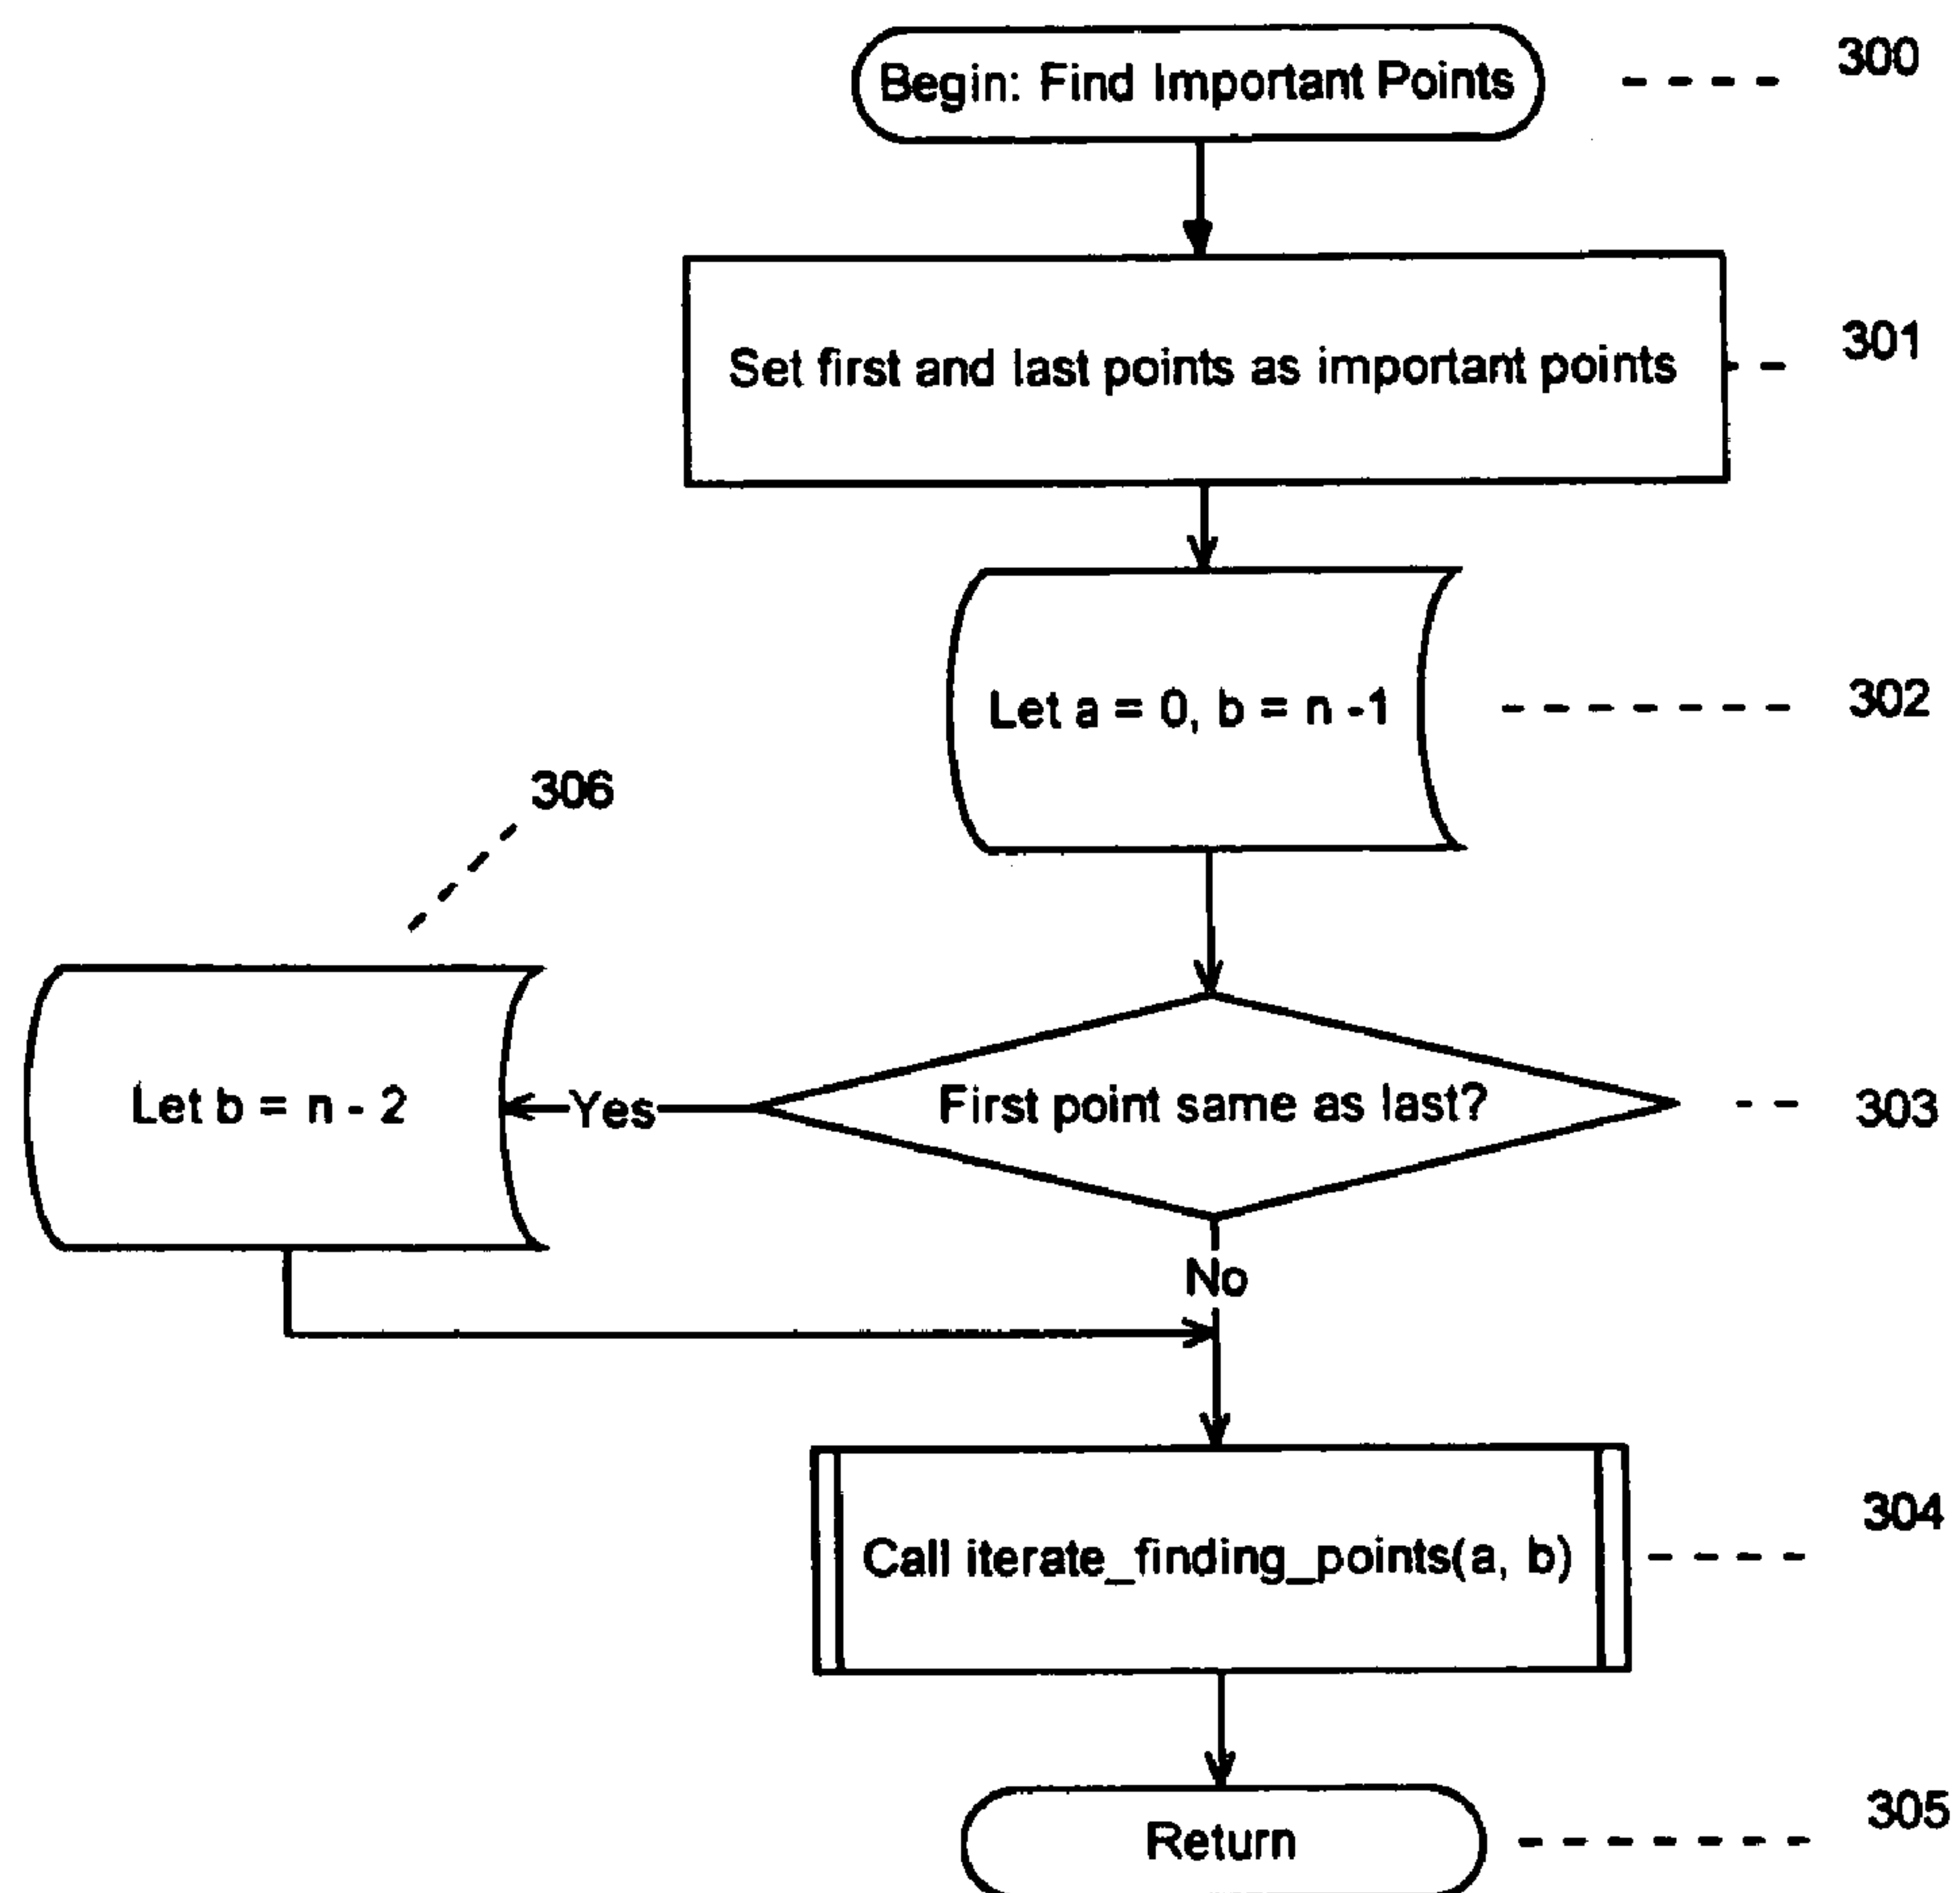 Begin: Find Important Points
300
Set first and last points as important points
301
Let a = 0, b = n -1
302
306
Let b = n - 2
Yes
First point same as last?
303
No
Call iterate_finding_points(a, b)
304
Return
305